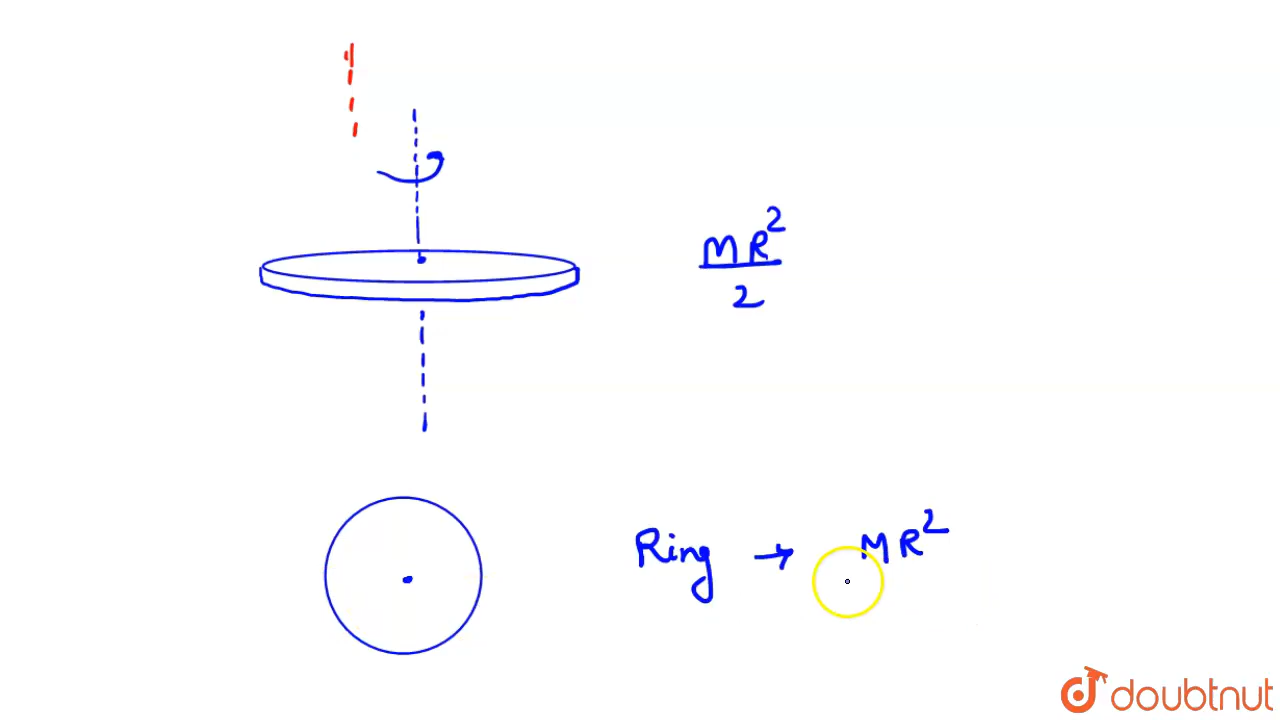 MR²
2
Ring → MR²
doubtnut